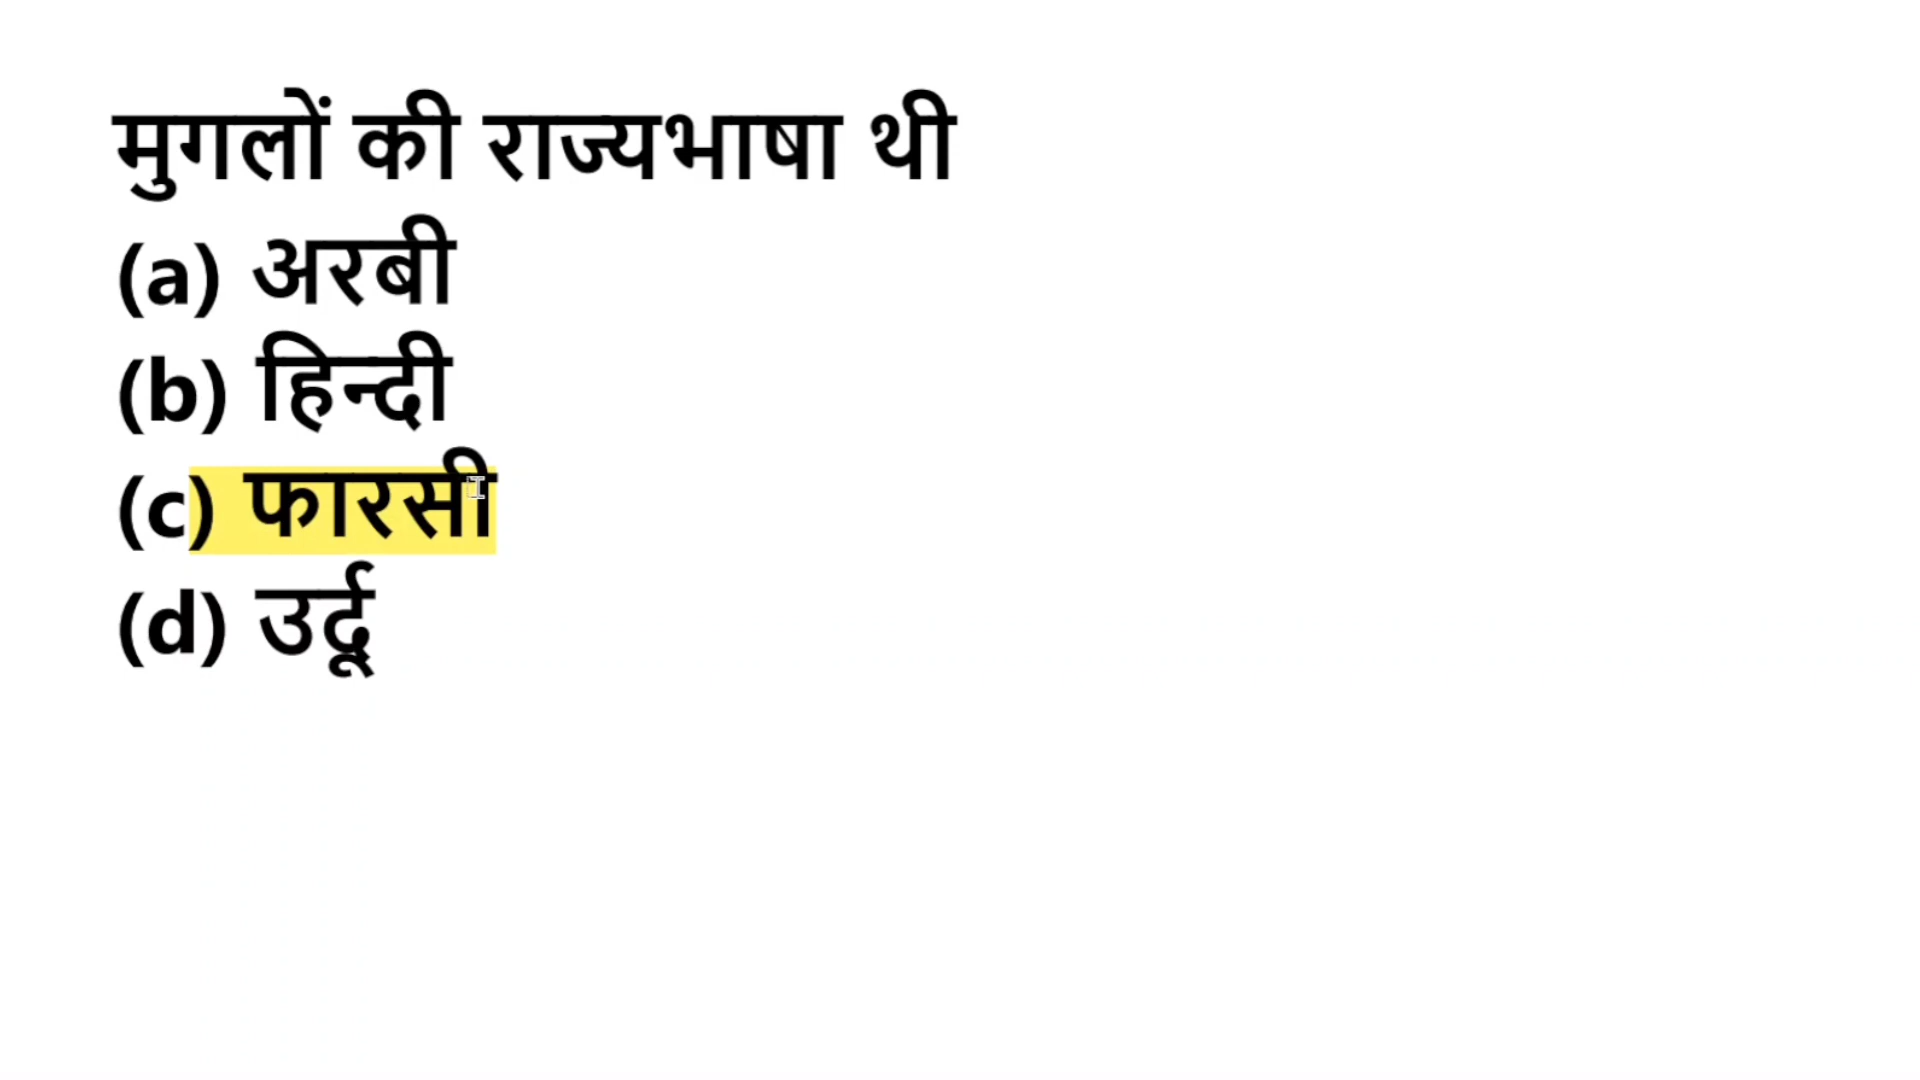 मुगलों की राज्यभाषा थी
(a) अरबी
(b) हिन्दी
(c) फारसी
(d) उर्दू